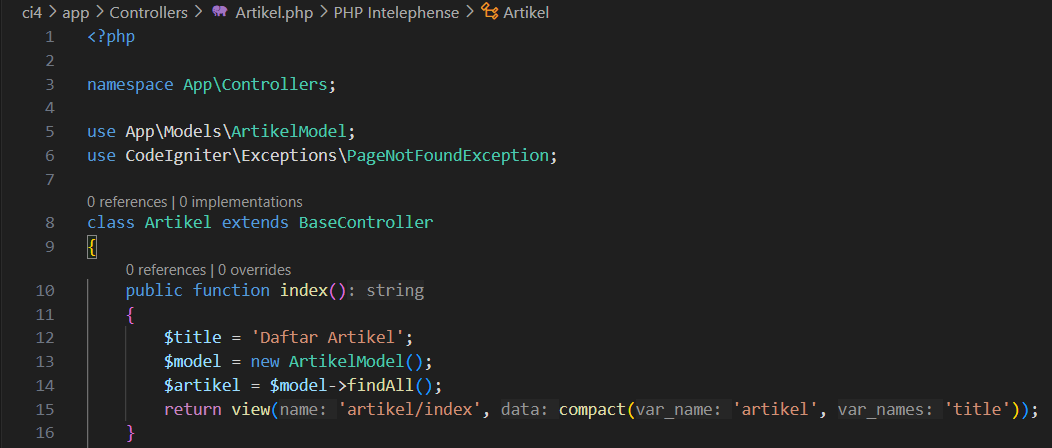 ci4 > app > Controllers > Artikel.php > PHP Intelephense > Artikel
1 <?php
2
3 namespace App\Controllers;
4
5 use App\Models\ArtikelModel;
6 use CodeIgniter\Exceptions\PageNotFoundException;
7
0 references | 0 implementations
8 class Artikel extends BaseController
9 {
0 references | 0 overrides
10 public function index(): string
11 {
12 $title = 'Daftar Artikel';
13 $model = new ArtikelModel();
14 $artikel = $model->findAll();
15 return view(name: 'artikel/index', data: compact(var_name: 'artikel', var_names: 'title'));
16 }